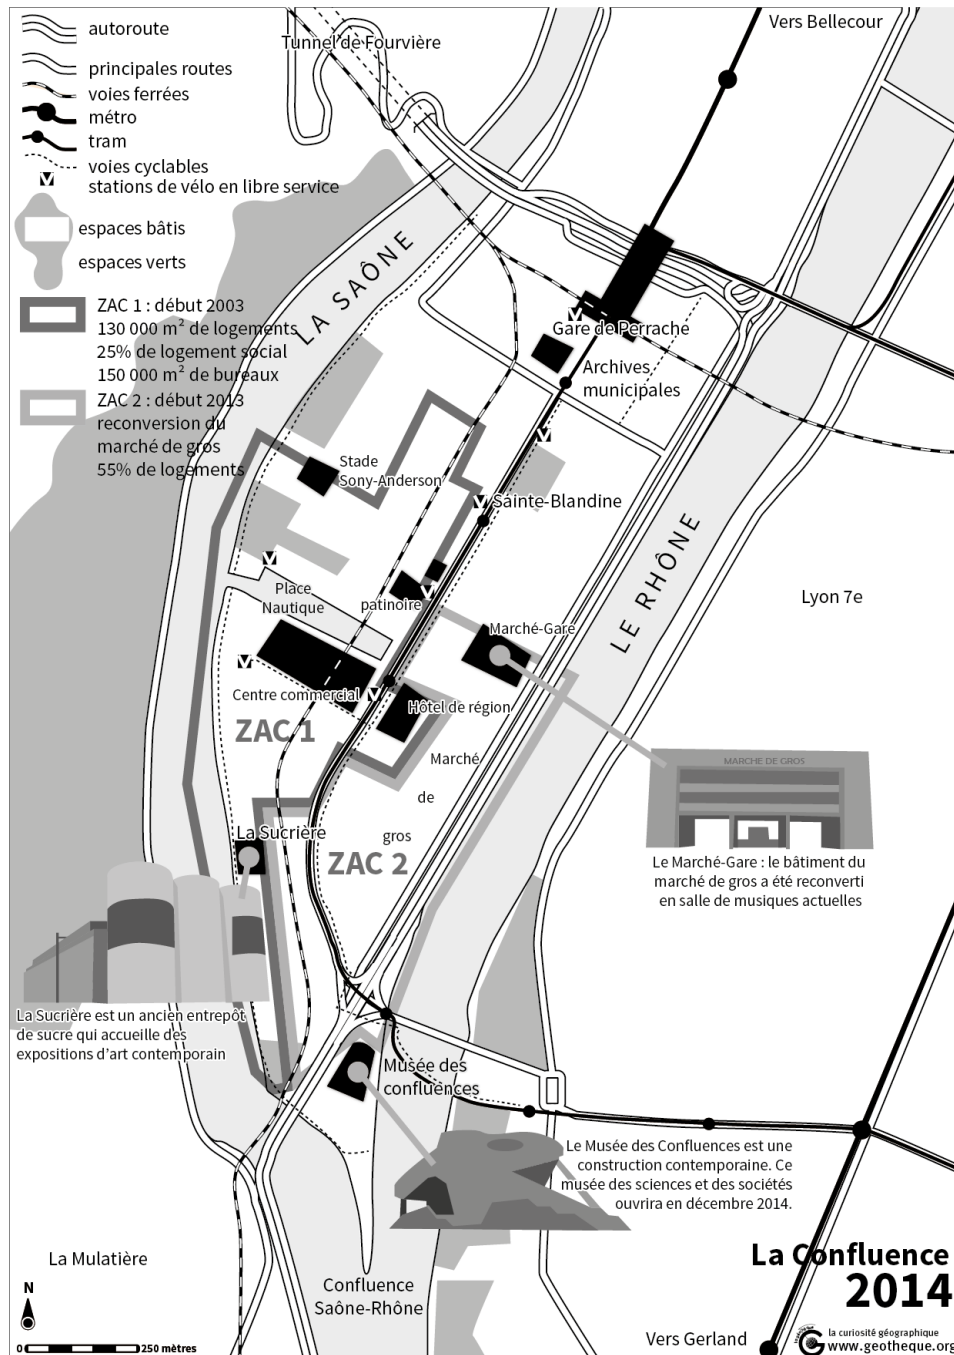 autoroute
principales routes
voies ferrées
métro
tram
voies cyclables
stations de vélo en libre service
espaces bâtis
espaces verts
ZAC 1 : début 2003
130 000 m² de logements
25% de logement social
150 000 m² de bureaux
ZAC 2 : début 2013
reconversion du
marché de gros
55% de logements
Tunnel de Fourvière
Vers Bellecour
LA SAÔNE
Gare de Perrache
Archives
municipales
Stade
Sony-Anderson
Sainte-Blandine
LE RHÔNE
Lyon 7e
Place
Nautique
patinoire
Marché-Gare
Centre commercial
Hôtel de région
ZAC 1
Marché
de
gros
MARCHE DE GROS
La Sucrière
ZAC 2
Le Marché-Gare : le bâtiment du
marché de gros a été reconverti
en salle de musiques actuelles
La Sucrière est un ancien entrepôt
de sucre qui accueille des
expositions d'art contemporain
Musée des
confluences
Le Musée des Confluences est une
construction contemporaine. Ce
musée des sciences et des sociétés
ouvrira en décembre 2014.
La Mulatière
Confluence
Saône-Rhône
La Confluence
2014
N
0
250 mètres
Vers Gerland
la curiosité géographique
www.geotheque.org